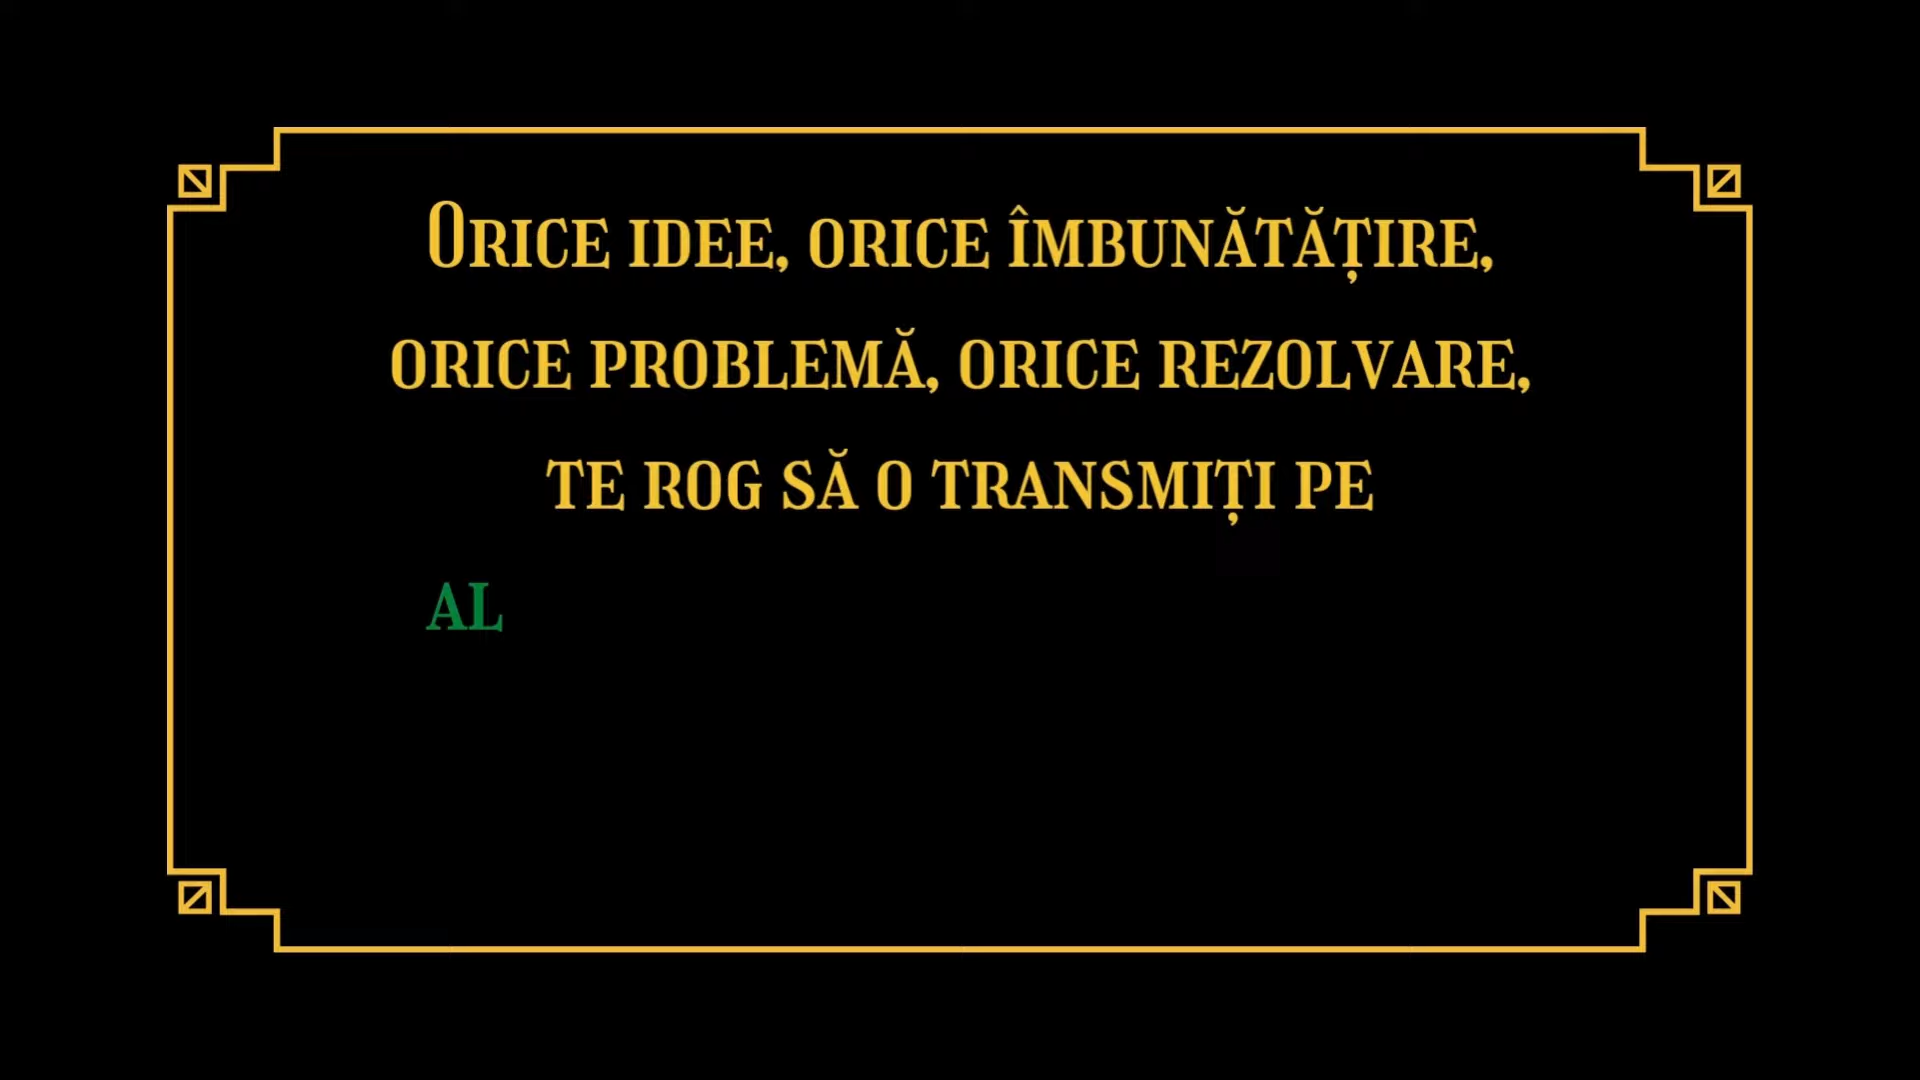 Orice idee, orice îmbunătățire,
orice problemă, orice rezolvare,
te rog să o transmiți pe
al